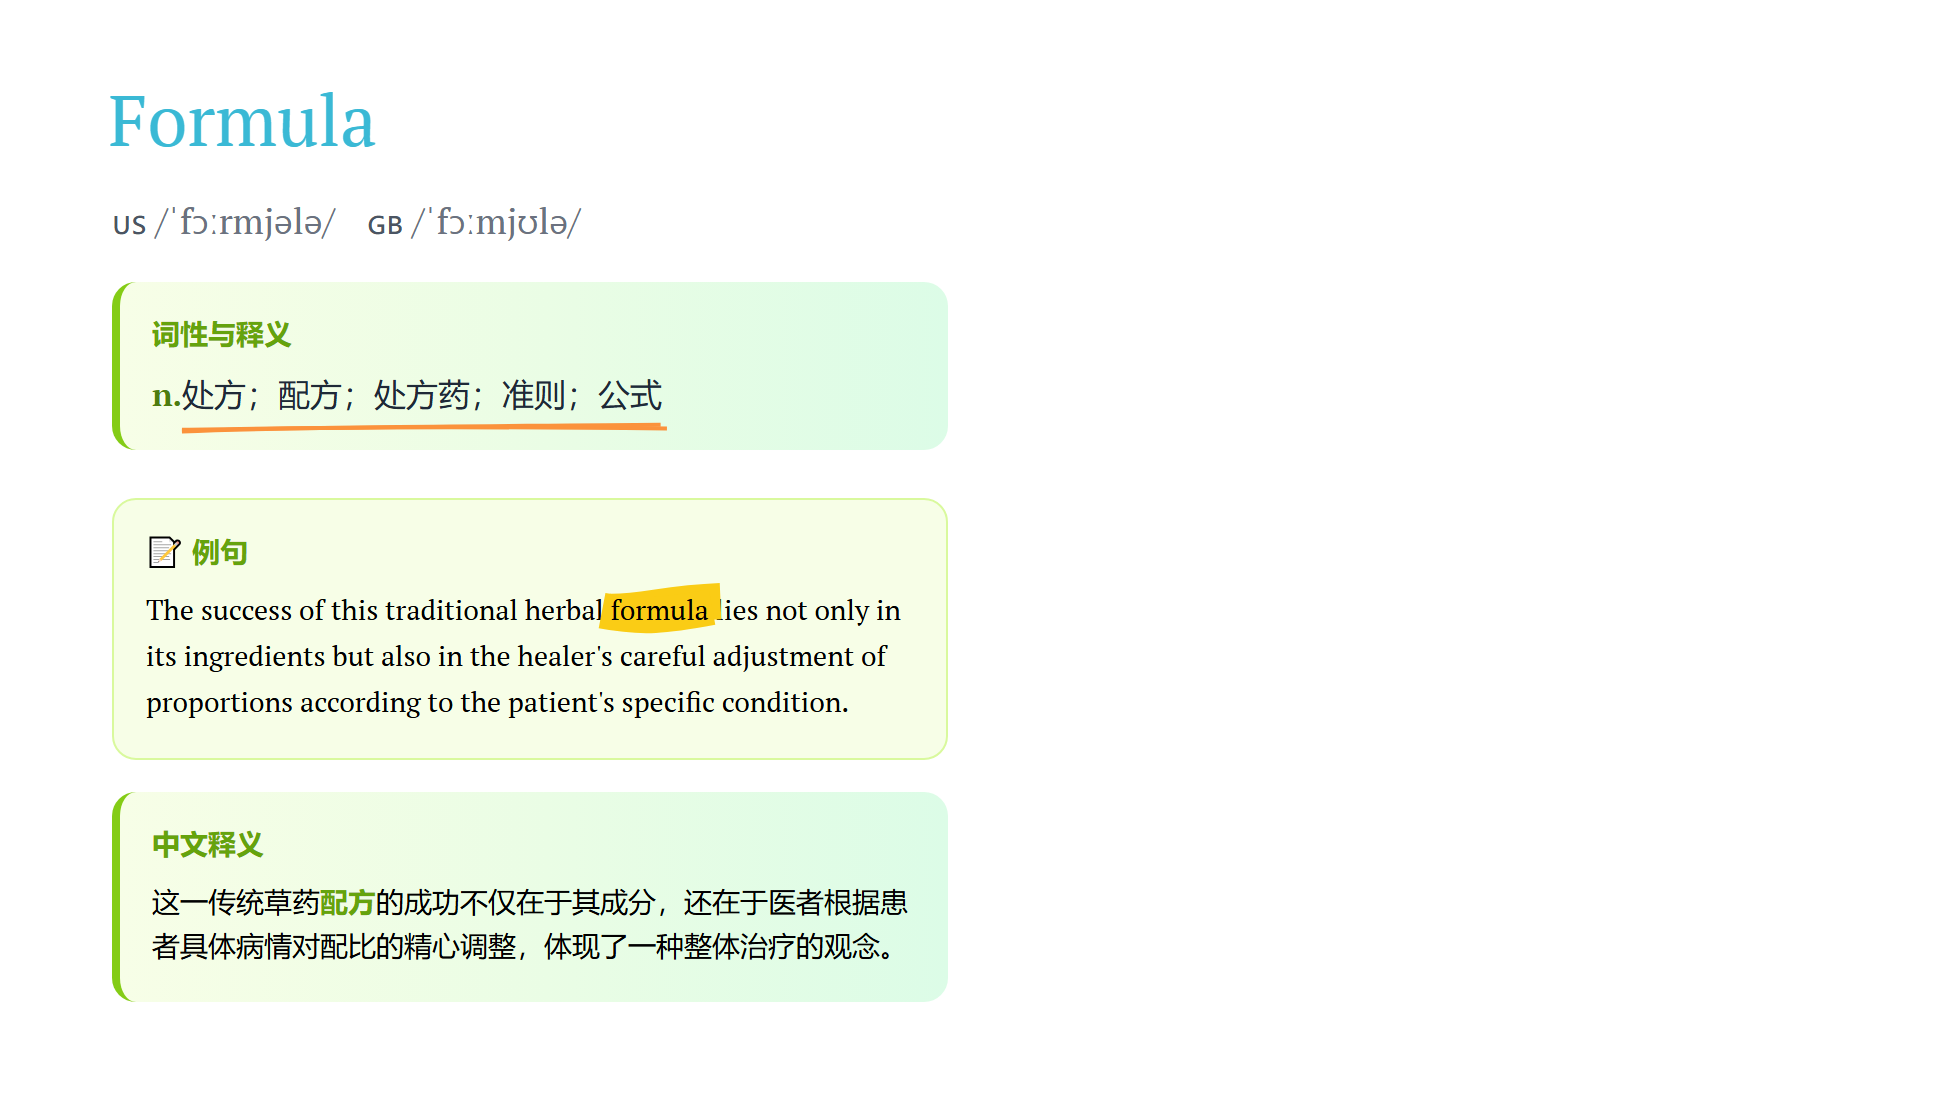 Formula
US /ˈfɔːrmjələ/ GB /ˈfɔːmjʊlə/
词性与释义
n.处方；配方；处方药；准则；公式
例句
The success of this traditional herbal formula lies not only in
its ingredients but also in the healer's careful adjustment of
proportions according to the patient's specific condition.
中文释义
这一传统草药配方的成功不仅在于其成分，还在于医者根据患
者具体病情对配比的精心调整，体现了一种整体治疗的观念。